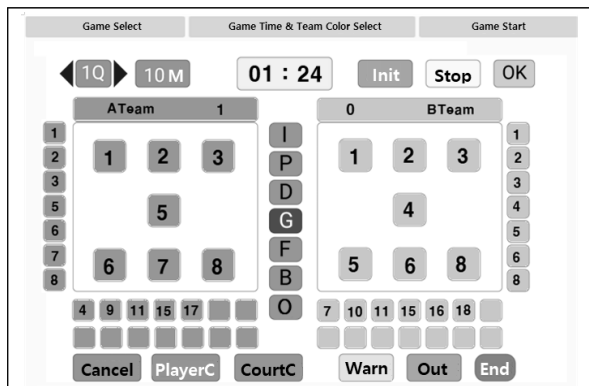 Game Select Game Time & Team Color Select Game Start
1Q 10 M 01 : 24 Init Stop OK
ATeam 1 0 BTeam
1 I 1
2 1 2 3 P 1 2 3 2
3 D 3
5 5 G 4 4
6 F 5
7 6 7 8 B 5 6 8 6
8 8
4 9 11 15 17 O 7 10 11 15 16 18
Cancel PlayerC CourtC Warn Out End